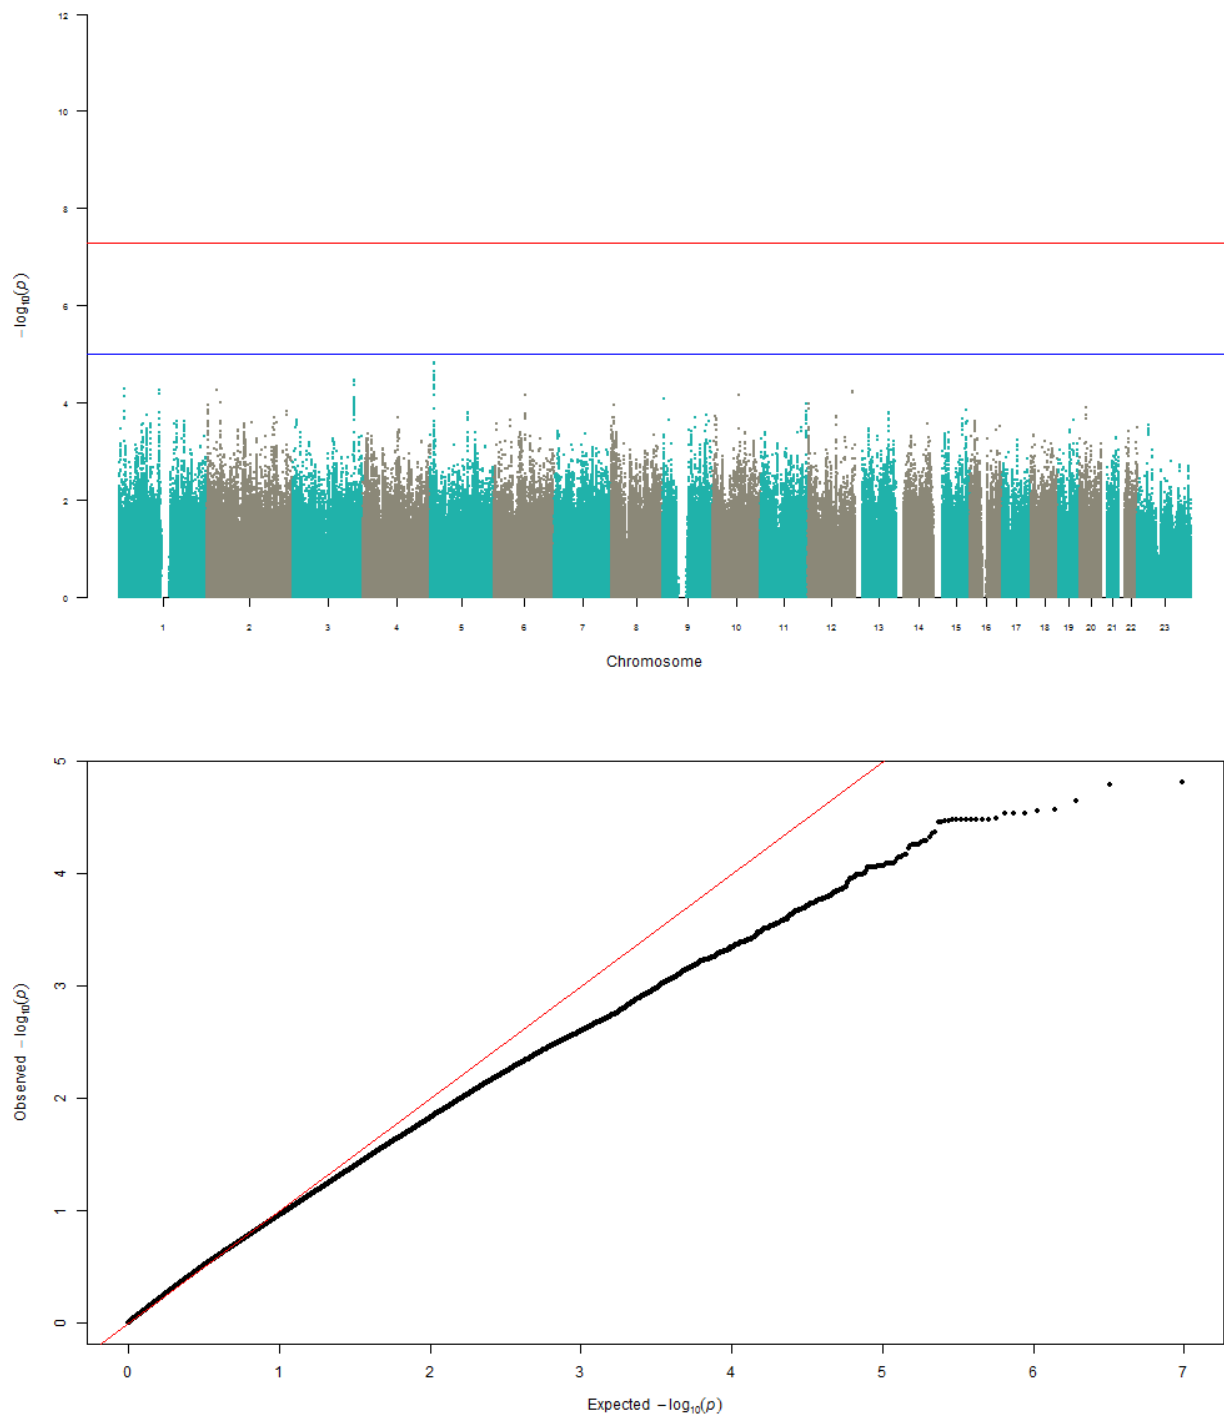 12
10
8
6
4
2
0
−log₁₀(p)
1 2 3 4 5 6 7 8 9 10 11 12 13 14 15 16 17 18 19 20 21 22 23
Chromosome
5
4
3
2
1
0
Observed −log₁₀(p)
0 1 2 3 4 5 6 7
Expected −log₁₀(p)